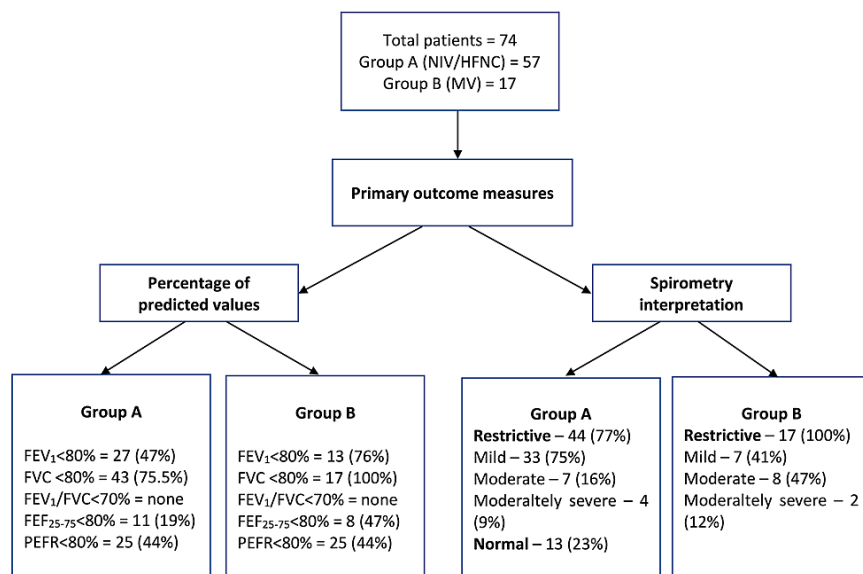 Total patients = 74
Group A (NIV/HFNC) = 57
Group B (MV) = 17
Primary outcome measures
Percentage of
predicted values
Spirometry
interpretation
Group A
FEV₁<80% = 27 (47%)
FVC <80% = 43 (75.5%)
FEV₁/FVC<70% = none
FEF₂₅₋₇₅<80% = 11 (19%)
PEFR<80% = 25 (44%)
Group B
FEV₁<80% = 13 (76%)
FVC <80% = 17 (100%)
FEV₁/FVC<70% = none
FEF₂₅₋₇₅<80% = 8 (47%)
PEFR<80% = 25 (44%)
Group A
Restrictive – 44 (77%)
Mild – 33 (75%)
Moderate – 7 (16%)
Moderaltely severe – 4
(9%)
Normal – 13 (23%)
Group B
Restrictive – 17 (100%)
Mild – 7 (41%)
Moderate – 8 (47%)
Moderaltely severe – 2
(12%)